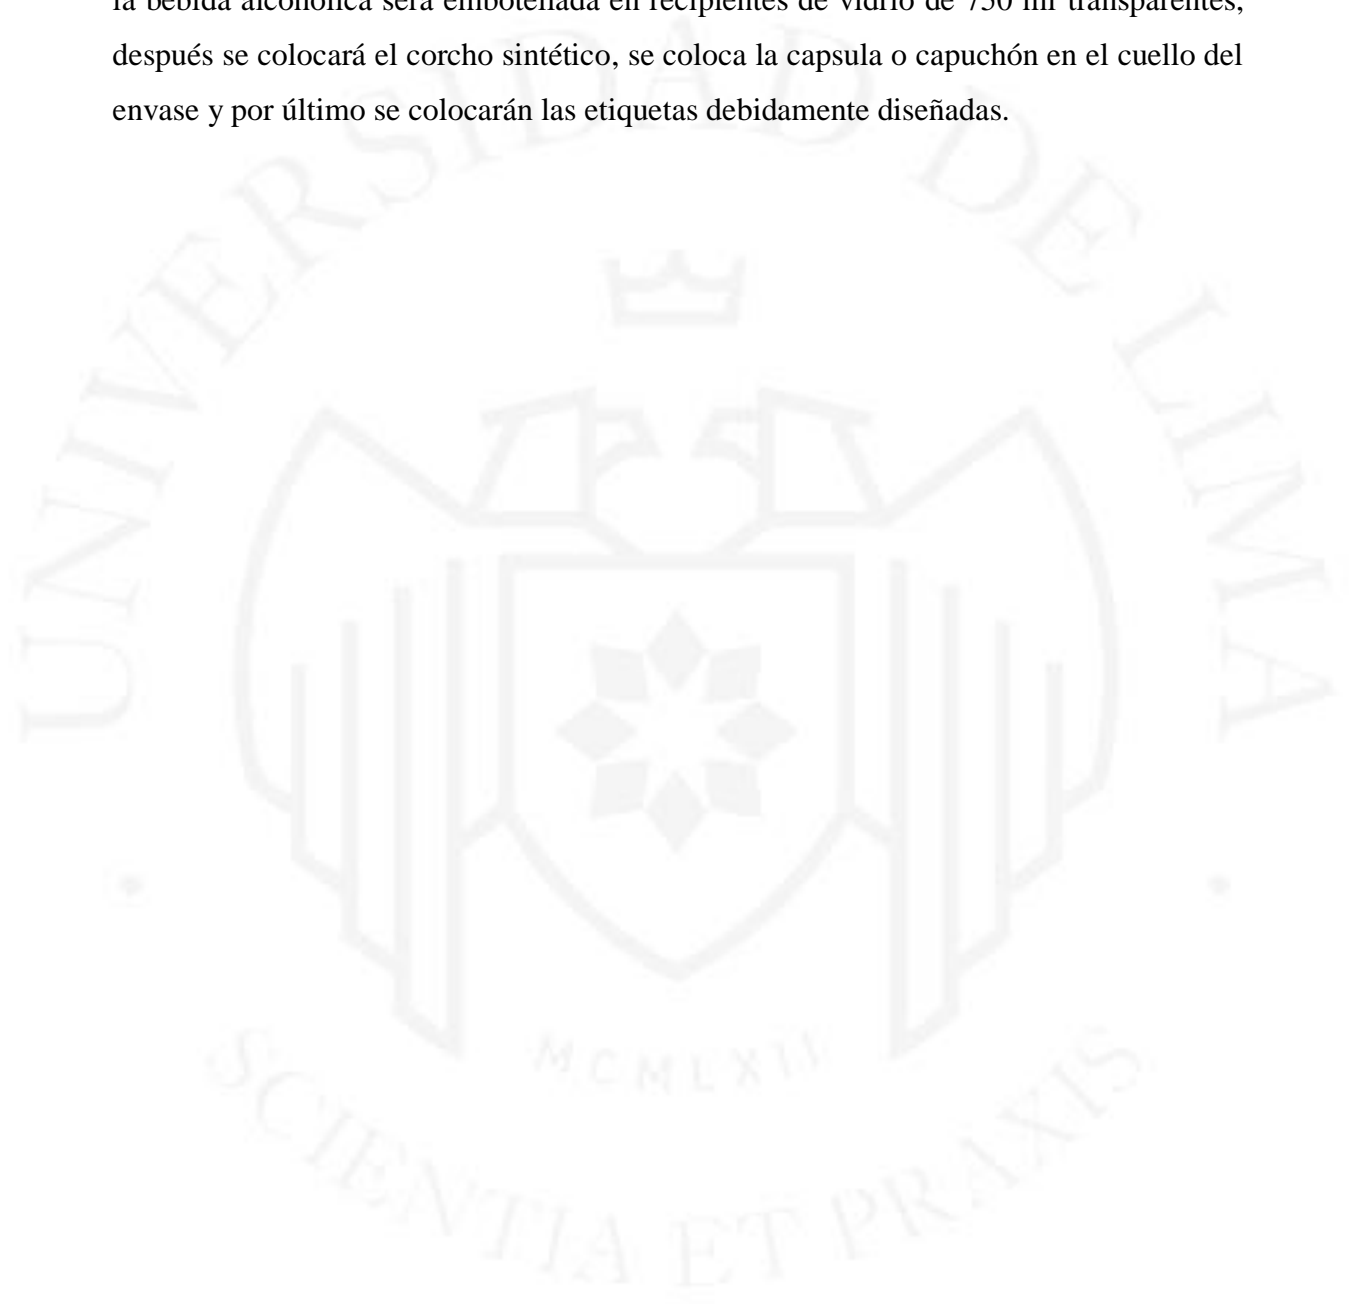 la bebida alcohólica será embotellada en recipientes de vidrio de 750 ml transparentes,
después se colocará el corcho sintético, se coloca la capsula o capuchón en el cuello del
envase y por último se colocarán las etiquetas debidamente diseñadas.
UNIVERSIDAD DE LIMA
MCMLXII
SCIENTIA ET PRAXIS